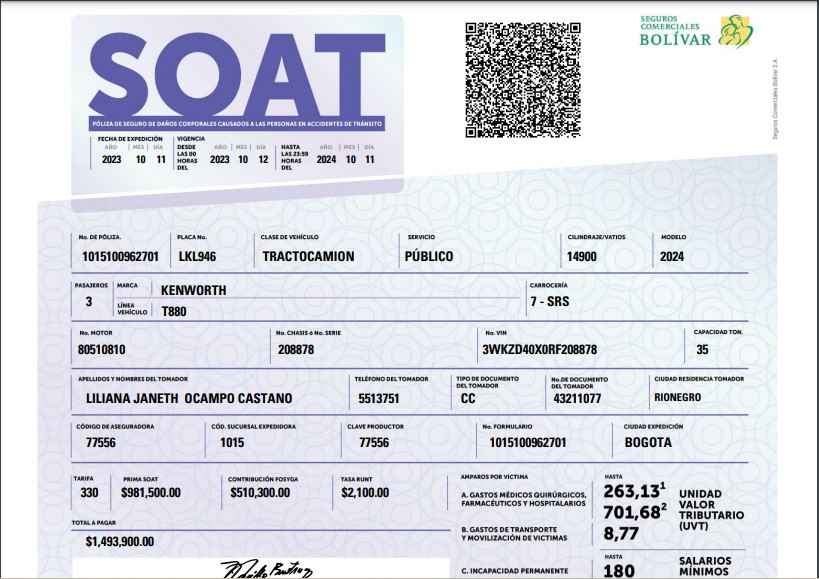 SOAT
PÓLIZA DE SEGURO DE DAÑOS CORPORALES CAUSADOS A LAS PERSONAS EN ACCIDENTES DE TRÁNSITO
SEGUROS
COMERCIALES
BOLÍVAR
Seguros Comerciales Bolívar S.A.
FECHA DE EXPEDICIÓN
AÑO MES DÍA
2023 10 11
VIGENCIA
DESDE
LAS 00
HORAS
DEL
AÑO MES DÍA
2023 10 12
HASTA
LAS 23:59
HORAS
DEL
AÑO MES DÍA
2024 10 11
No. DE PÓLIZA. PLACA No. CLASE DE VEHÍCULO SERVICIO CILINDRAJE/VATIOS MODELO
1015100962701 LKL946 TRACTOCAMION PÚBLICO 14900 2024
PASAJEROS
3
MARCA KENWORTH
LÍNEA
VEHÍCULO T880
CARROCERÍA
7 - SRS
No. MOTOR No. CHASIS ó No. SERIE No. VIN CAPACIDAD TON.
80510810 208878 3WKZD40X0RF208878 35
APELLIDOS Y NOMBRES DEL TOMADOR
LILIANA JANETH OCAMPO CASTANO
TELÉFONO DEL TOMADOR
5513751
TIPO DE DOCUMENTO
DEL TOMADOR
CC
No.DE DOCUMENTO
DEL TOMADOR
43211077
CIUDAD RESIDENCIA TOMADOR
RIONEGRO
CÓDIGO DE ASEGURADORA CÓD. SUCURSAL EXPEDIDORA CLAVE PRODUCTOR No. FORMULARIO CIUDAD EXPEDICIÓN
77556 1015 77556 1015100962701 BOGOTA
TARIFA PRIMA SOAT CONTRIBUCIÓN FOSYGA TASA RUNT
330 $981,500.00 $510,300.00 $2,100.00
TOTAL A PAGAR
$1,493,900.00
AMPAROS POR VICTIMA
A. GASTOS MÉDICOS QUIRÚRGICOS,
FARMACÉUTICOS Y HOSPITALARIOS
B. GASTOS DE TRANSPORTE
Y MOVILIZACIÓN DE VICTIMAS
C. INCAPACIDAD PERMANENTE
HASTA
263,13¹
701,68²
8,77
UNIDAD
VALOR
TRIBUTARIO
(UVT)
HASTA
180
SALARIOS
MÍNIMOS